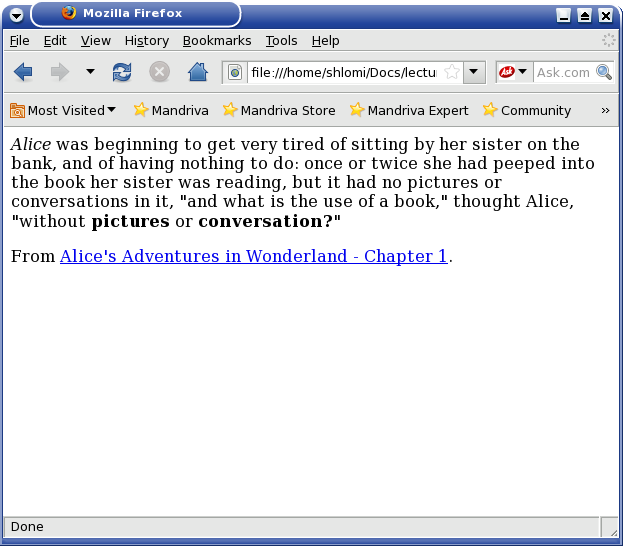 Mozilla Firefox
File Edit View History Bookmarks Tools Help
file:///home/shlomi/Docs/lectu Ask Ask.com
Most Visited Mandriva Mandriva Store Mandriva Expert Community »
Alice was beginning to get very tired of sitting by her sister on the
bank, and of having nothing to do: once or twice she had peeped into
the book her sister was reading, but it had no pictures or
conversations in it, "and what is the use of a book," thought Alice,
"without pictures or conversation?"
From Alice's Adventures in Wonderland - Chapter 1.
Done